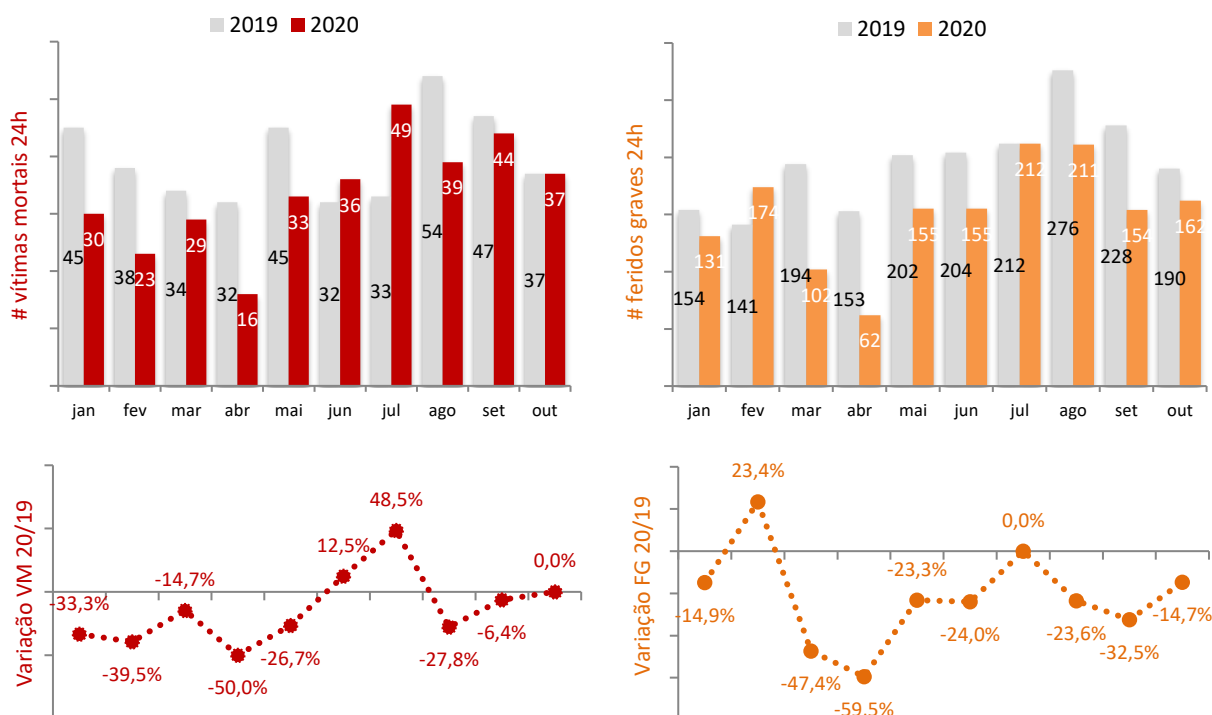 2019 2020
# vítimas mortais 24h
45 30 38 23 34 29 32 16 45 33 32 36 33 49 54 39 47 44 37 37
jan fev mar abr mai jun jul ago set out
2019 2020
# feridos graves 24h
154 131 141 174 194 102 153 62 202 155 204 155 212 212 276 211 228 154 190 162
jan fev mar abr mai jun jul ago set out
Variação VM 20/19
-33,3% -39,5% -14,7% -50,0% -26,7% 12,5% 48,5% -27,8% -6,4% 0,0%
Variação FG 20/19
-14,9% 23,4% -47,4% -59,5% -23,3% -24,0% 0,0% -23,6% -32,5% -14,7%